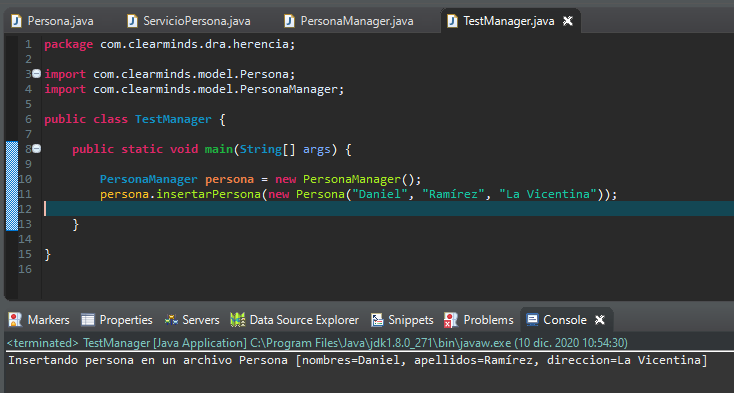 Persona.java ServicioPersona.java PersonaManager.java TestManager.java
1 package com.clearminds.dra.herencia;
2
3 import com.clearminds.model.Persona;
4 import com.clearminds.model.PersonaManager;
5
6 public class TestManager {
7
8 public static void main(String[] args) {
9
10 PersonaManager persona = new PersonaManager();
11 persona.insertarPersona(new Persona("Daniel", "Ramírez", "La Vicentina"));
12
13 }
14
15 }
16
Markers Properties Servers Data Source Explorer Snippets Problems Console
<terminated> TestManager [Java Application] C:\Program Files\Java\jdk1.8.0_271\bin\javaw.exe (10 dic. 2020 10:54:30)
Insertando persona en un archivo Persona [nombres=Daniel, apellidos=Ramírez, direccion=La Vicentina]